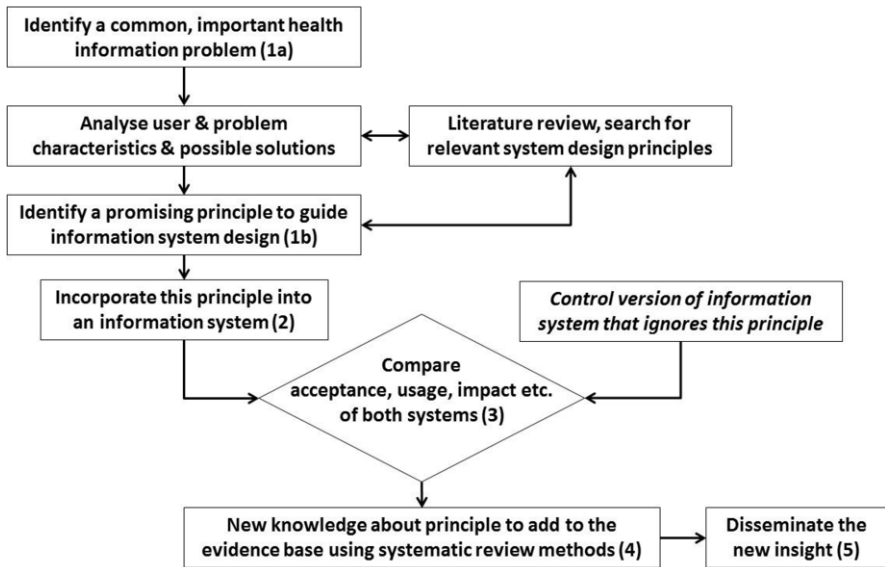 Identify a common, important health
information problem (1a)
Analyse user & problem
characteristics & possible solutions
Literature review, search for
relevant system design principles
Identify a promising principle to guide
information system design (1b)
Incorporate this principle into
an information system (2)
Control version of information
system that ignores this principle
Compare
acceptance, usage, impact etc.
of both systems (3)
New knowledge about principle to add to the
evidence base using systematic review methods (4)
Disseminate the
new insight (5)